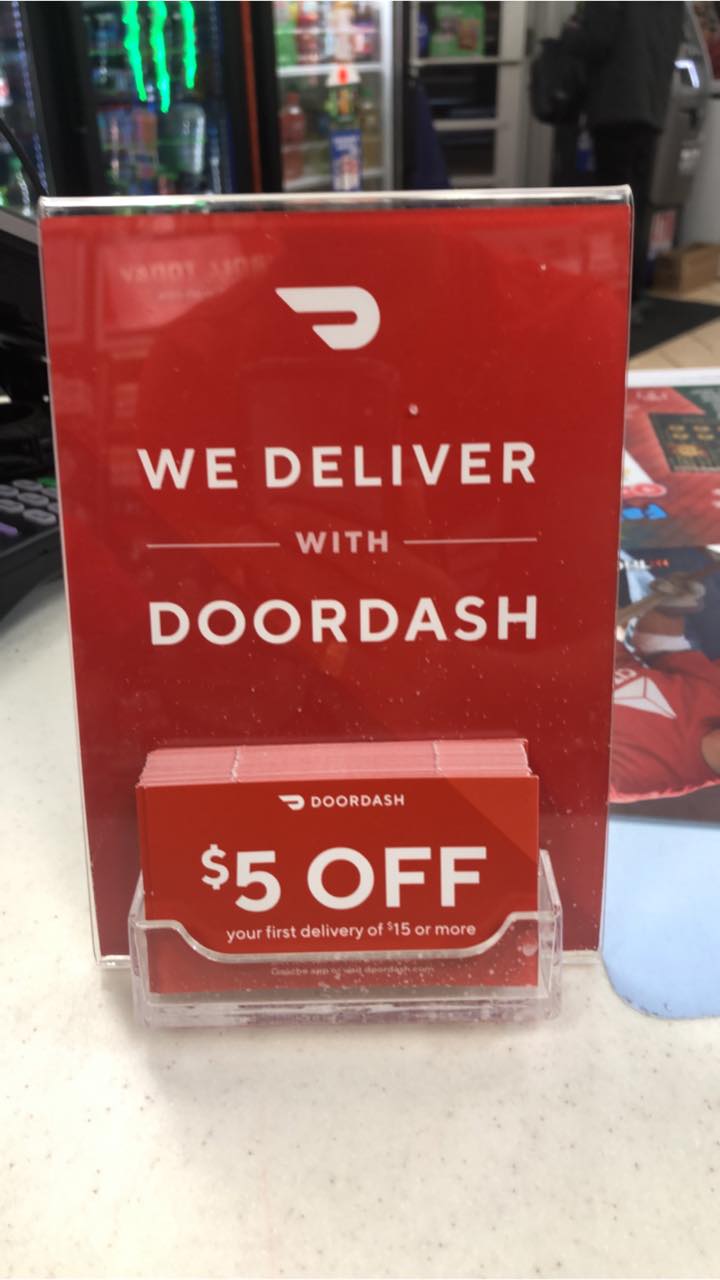 WE DELIVER
WITH
DOORDASH
DOORDASH
$5 OFF
your first delivery of $15 or more